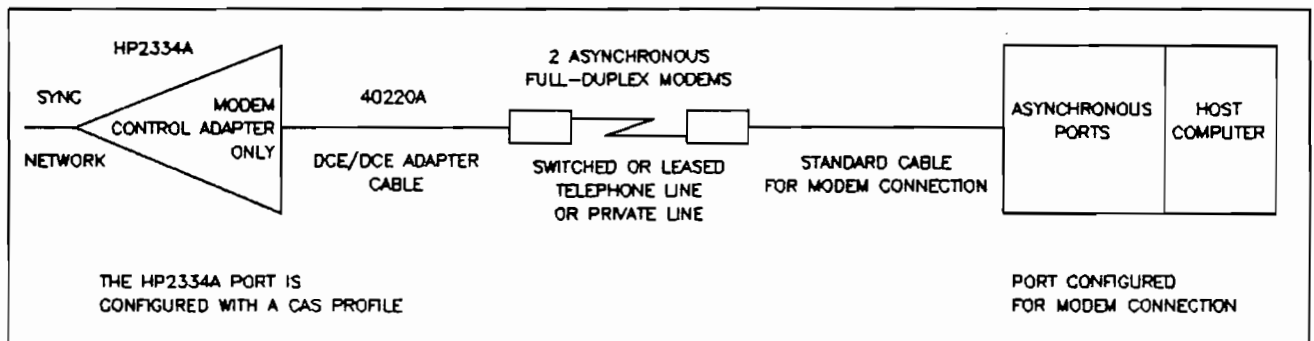 HP2334A
SYNC
NETWORK
MODEM
CONTROL ADAPTER
ONLY
40220A
DCE/DCE ADAPTER
CABLE
2 ASYNCHRONOUS
FULL-DUPLEX MODEMS
SWITCHED OR LEASED
TELEPHONE LINE
OR PRIVATE LINE
STANDARD CABLE
FOR MODEM CONNECTION
ASYNCHRONOUS
PORTS
HOST
COMPUTER
THE HP2334A PORT IS
CONFIGURED WITH A CAS PROFILE
PORT CONFIGURED
FOR MODEM CONNECTION